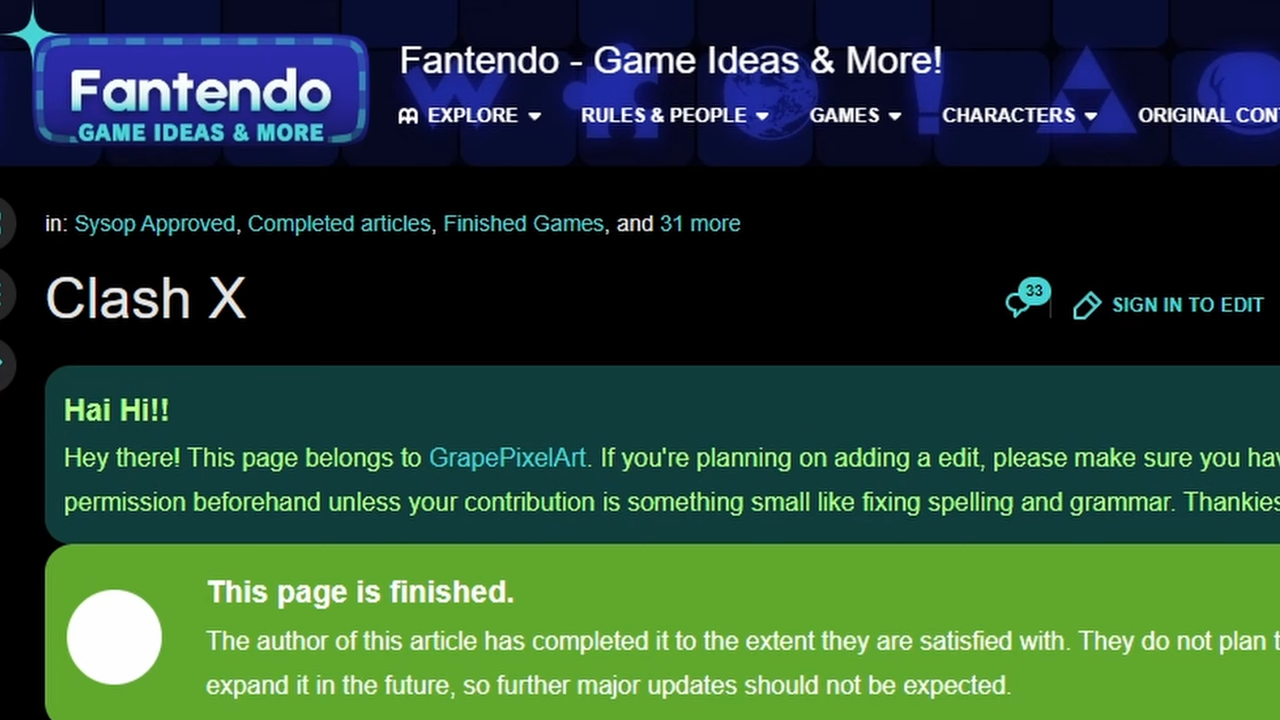 Fantendo
GAME IDEAS & MORE
Fantendo - Game Ideas & More!
EXPLORE RULES & PEOPLE GAMES CHARACTERS ORIGINAL CON
in: Sysop Approved, Completed articles, Finished Games, and 31 more
Clash X
33
SIGN IN TO EDIT
Hai Hi!!
Hey there! This page belongs to GrapePixelArt. If you're planning on adding a edit, please make sure you hav
permission beforehand unless your contribution is something small like fixing spelling and grammar. Thankies
This page is finished.
The author of this article has completed it to the extent they are satisfied with. They do not plan t
expand it in the future, so further major updates should not be expected.